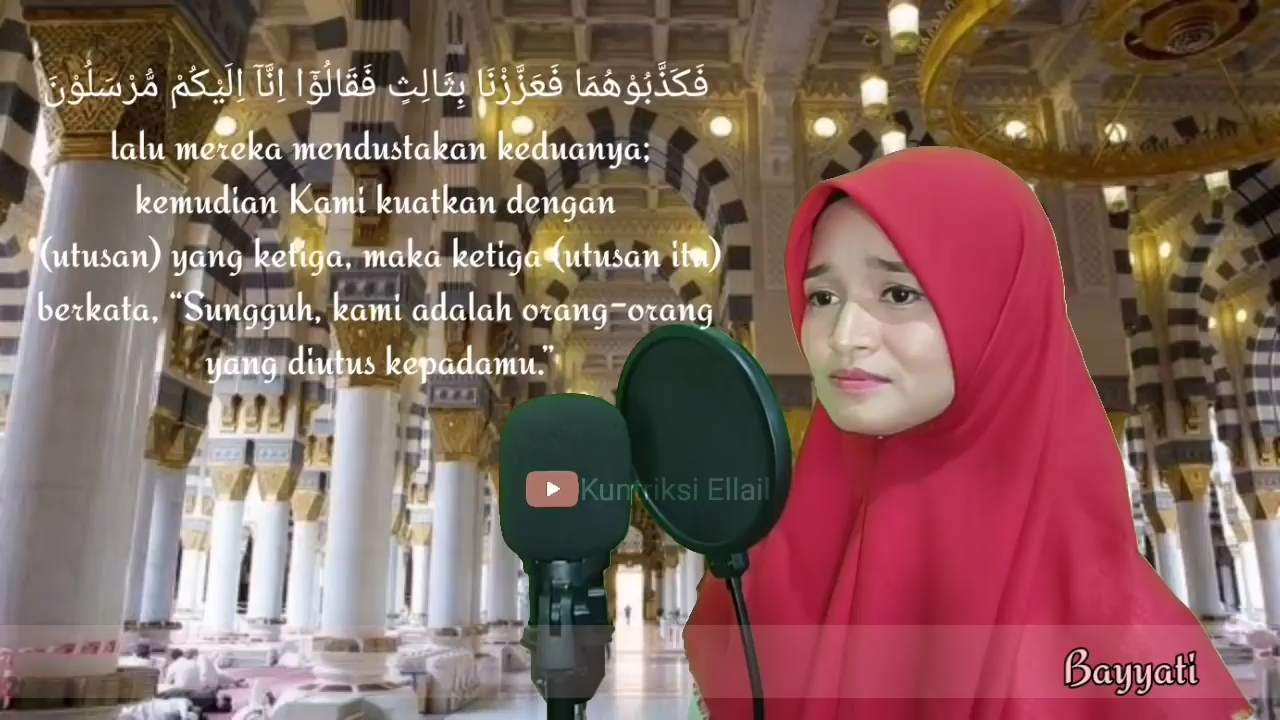 فَكَذَّبُوْهُمَا فَعَزَّزْنَا بِثَالِثٍ فَقَالُوْٓا اِنَّآ اِلَيْكُمْ مُّرْسَلُوْنَ
lalu mereka mendustakan keduanya;
kemudian Kami kuatkan dengan
(utusan) yang ketiga, maka ketiga (utusan itu)
berkata, “Sungguh, kami adalah orang-orang
yang diutus kepadamu.”
Kuntriksi Ellail
Bayyati